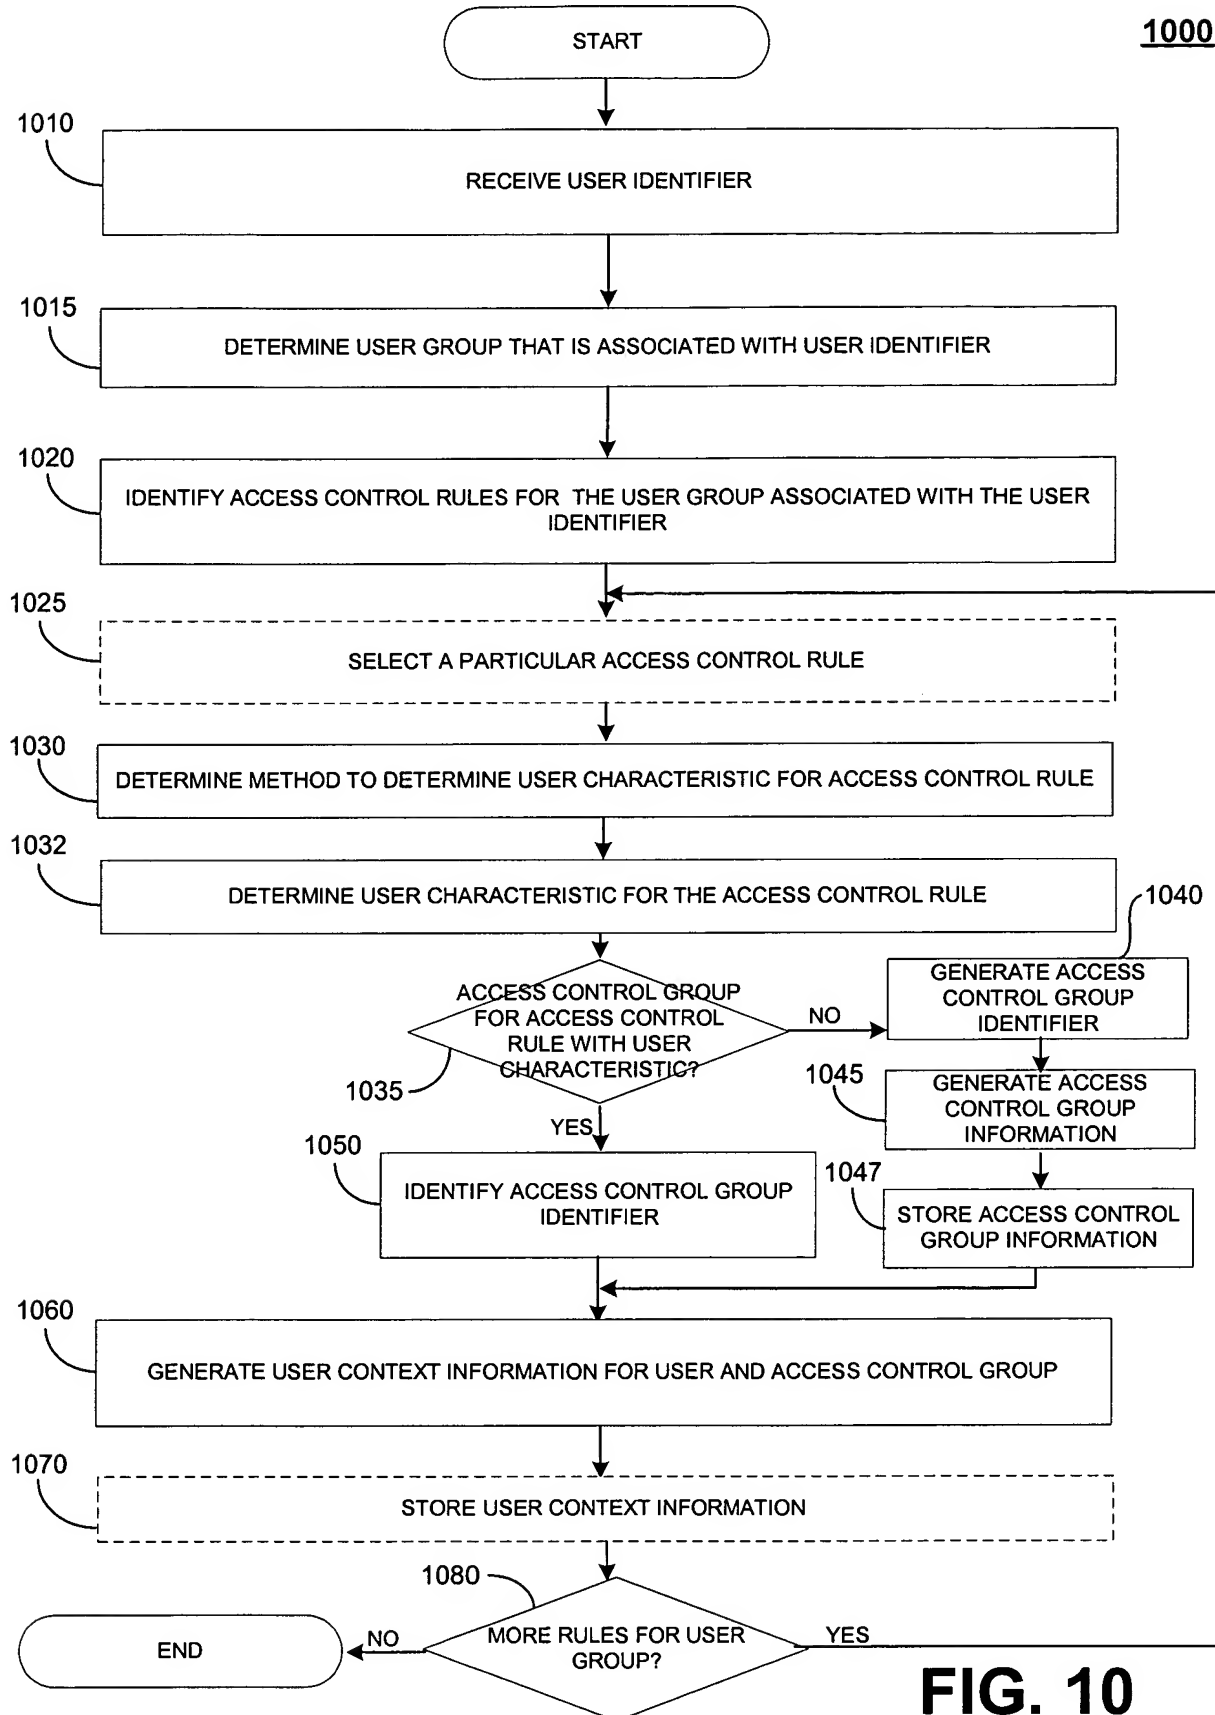 START
1000
1010
RECEIVE USER IDENTIFIER
1015
DETERMINE USER GROUP THAT IS ASSOCIATED WITH USER IDENTIFIER
1020
IDENTIFY ACCESS CONTROL RULES FOR THE USER GROUP ASSOCIATED WITH THE USER
IDENTIFIER
1025
SELECT A PARTICULAR ACCESS CONTROL RULE
1030
DETERMINE METHOD TO DETERMINE USER CHARACTERISTIC FOR ACCESS CONTROL RULE
1032
DETERMINE USER CHARACTERISTIC FOR THE ACCESS CONTROL RULE
ACCESS CONTROL GROUP
FOR ACCESS CONTROL
RULE WITH USER
CHARACTERISTIC?
1035
NO
1040
GENERATE ACCESS
CONTROL GROUP
IDENTIFIER
1045
GENERATE ACCESS
CONTROL GROUP
INFORMATION
1047
STORE ACCESS CONTROL
GROUP INFORMATION
YES
1050
IDENTIFY ACCESS CONTROL GROUP
IDENTIFIER
1060
GENERATE USER CONTEXT INFORMATION FOR USER AND ACCESS CONTROL GROUP
1070
STORE USER CONTEXT INFORMATION
1080
MORE RULES FOR USER
GROUP?
NO
END
YES
FIG. 10